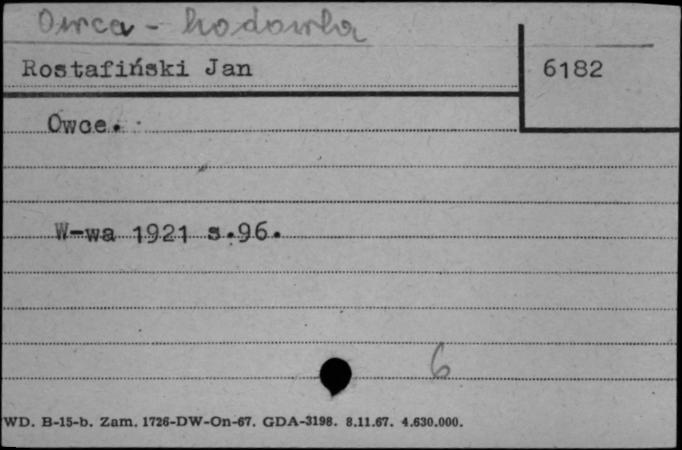 Owca - hodowla
Rostafiński Jan
6182
Owce.
W-wa 1921 s.96.
6
WD. B-15-b. Zam. 1726-DW-On-67. GDA-3198. 8.11.67. 4.630.000.